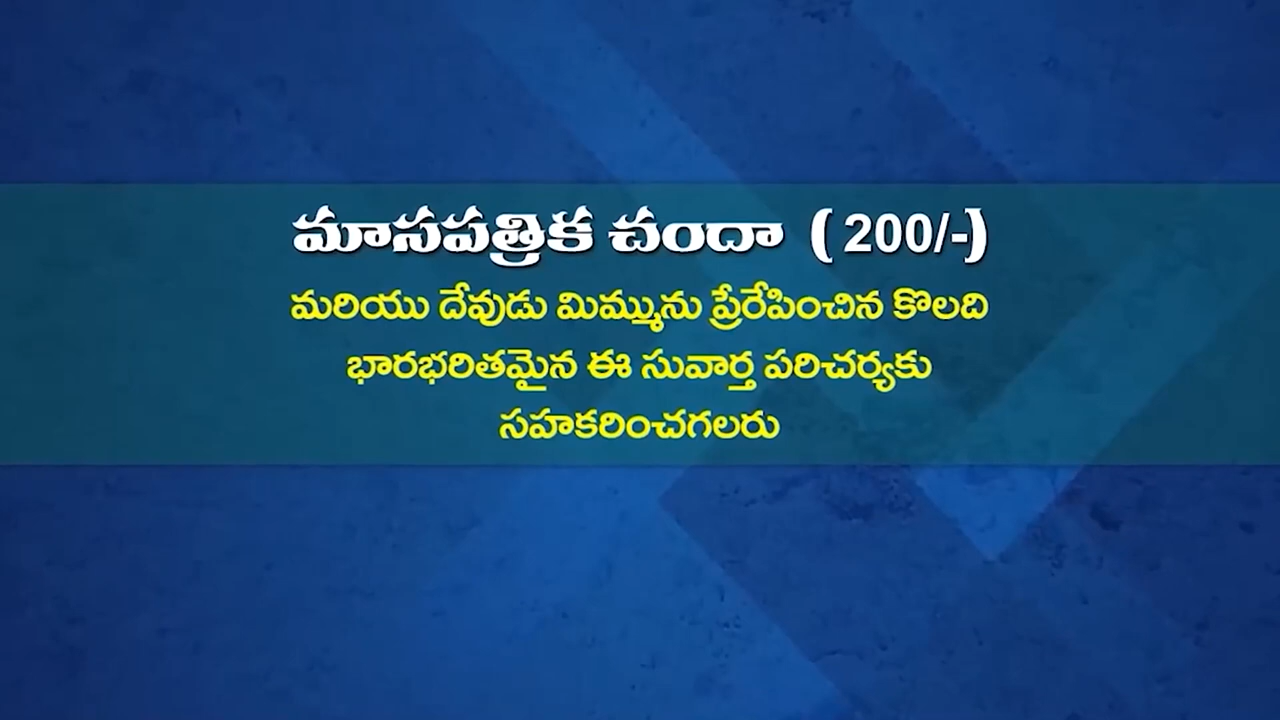 మాసపత్రిక చందా ( 200/-)
మరియు దేవుడు మిమ్మును ప్రేరేపించిన కొలది
భారభరితమైన ఈ సువార్త పరిచర్యకు
సహకరించగలరు